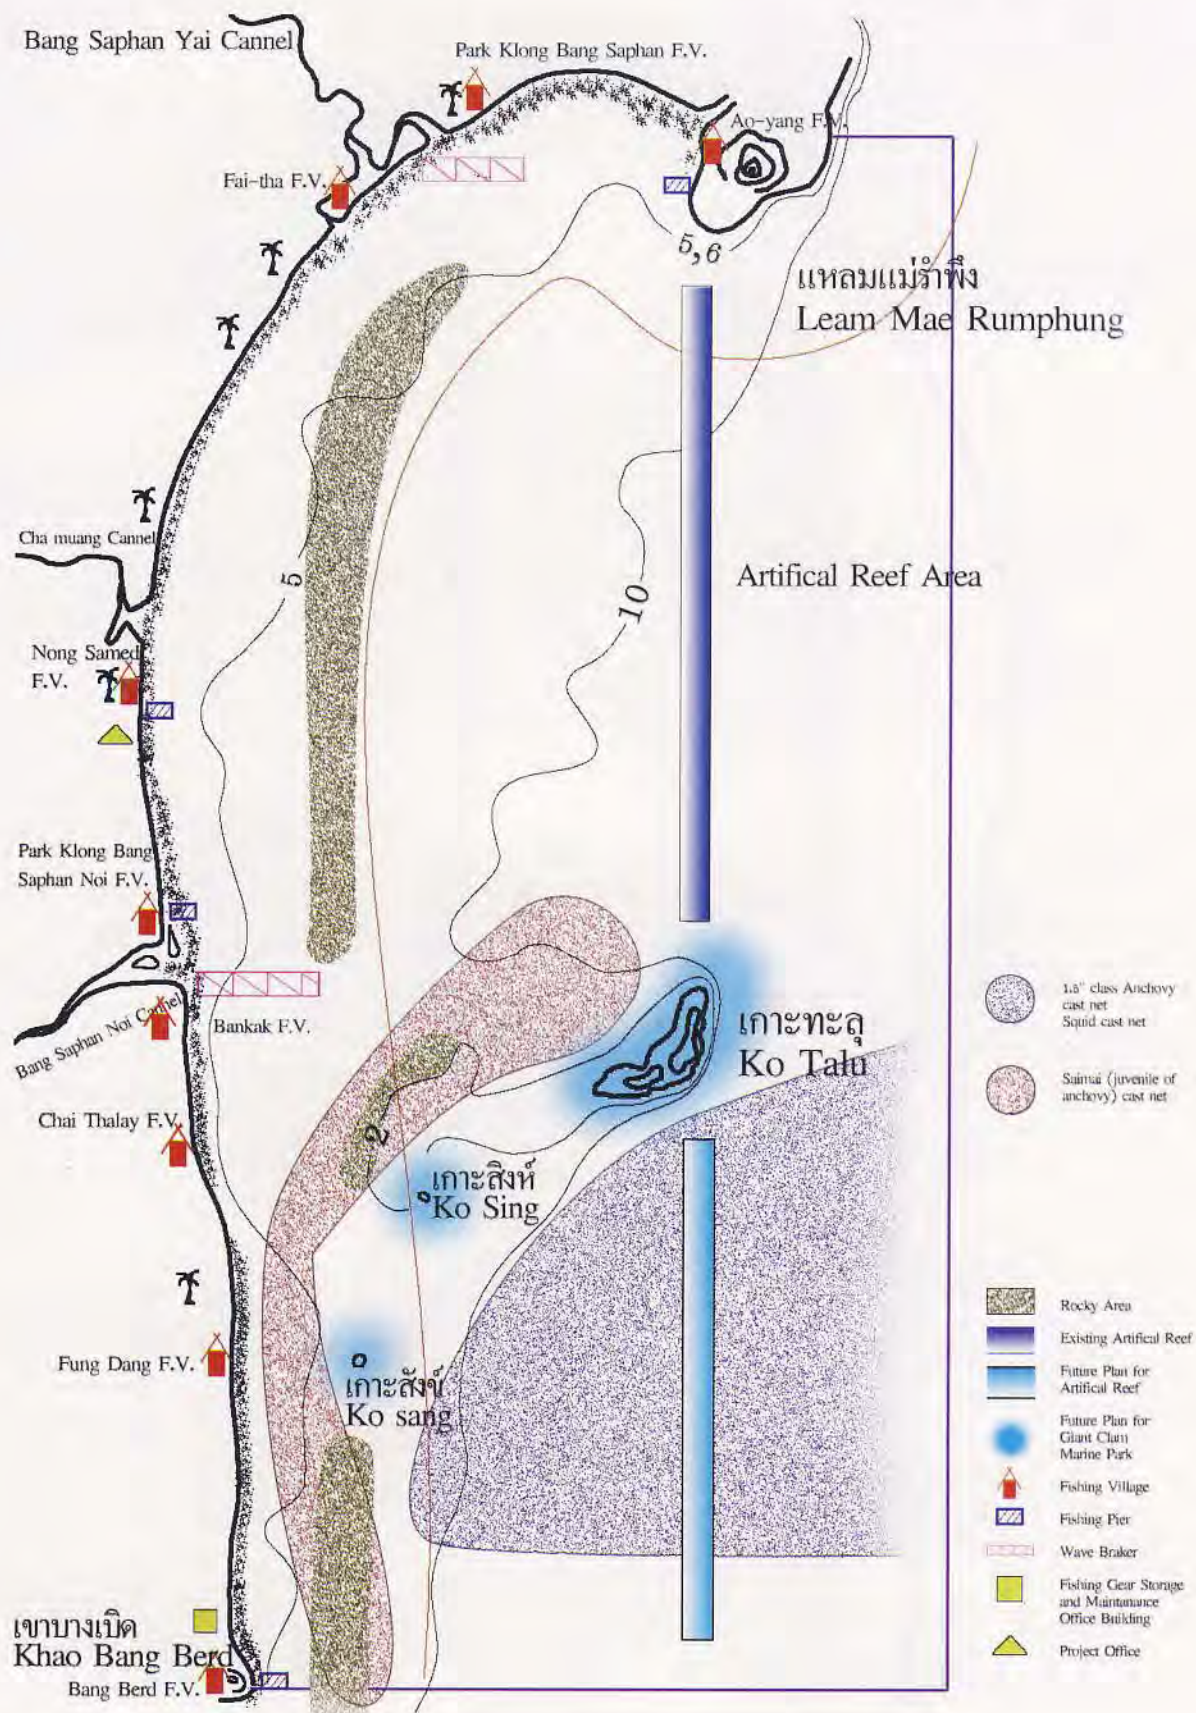 Bang Saphan Yai Cannel
Park Klong Bang Saphan F.V.
Ao-yang F.V.
Fai-tha F.V.
5,6
แหลมแม่รำพึง
Leam Mae Rumphung
Cha muang Cannel
5
10
Artifical Reef Area
Nong Samed
F.V.
Park Klong Bang
Saphan Noi F.V.
Bang Saphan Noi Cannel
Bankak F.V.
เกาะทะลุ
Ko Talu
1.5" class Anchovy
cast net
Squid cast net
Saimai (juvenile of
anchovy) cast net
Chai Thalay F.V.
2
เกาะสิงห์
Ko Sing
Fung Dang F.V.
เกาะสังข์
Ko sang
Rocky Area
Existing Artifical Reef
Future Plan for
Artifical Reef
Future Plan for
Giant Clam
Marine Park
Fishing Village
Fishing Pier
Wave Braker
Fishing Gear Storage
and Maintanance
Office Building
Project Office
เขาบางเบิด
Khao Bang Berd
Bang Berd F.V.